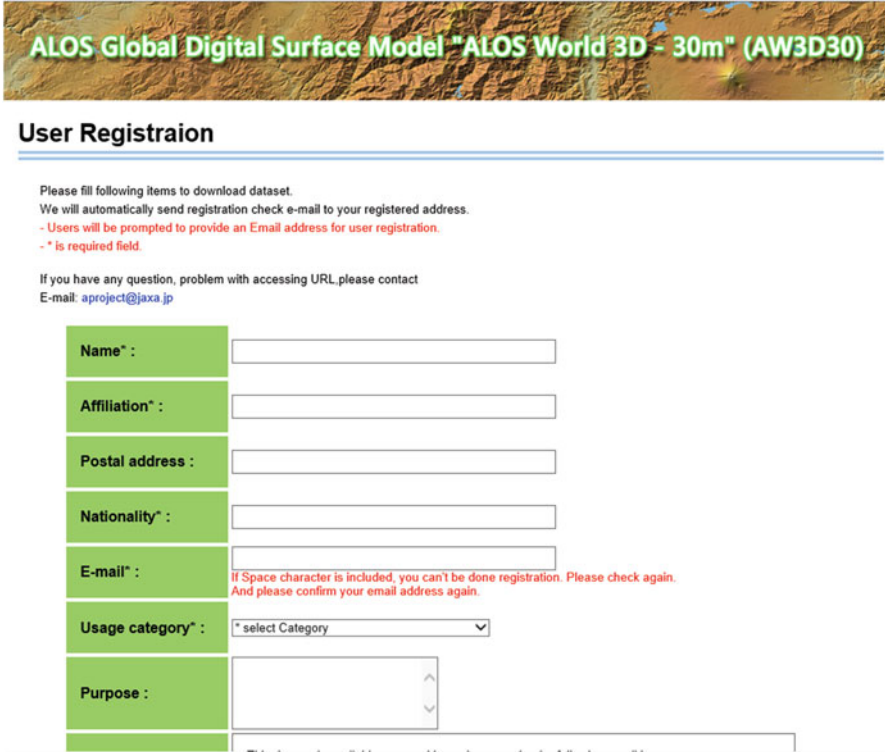 ALOS Global Digital Surface Model "ALOS World 3D - 30m" (AW3D30)
User Registraion
Please fill following items to download dataset.
We will automatically send registration check e-mail to your registered address.
- Users will be prompted to provide an Email address for user registration.
- * is required field.
If you have any question, problem with accessing URL,please contact
E-mail: aproject@jaxa.jp
Name* :
Affiliation* :
Postal address :
Nationality* :
E-mail* :
If Space character is included, you can't be done registration. Please check again.
And please confirm your email address again.
Usage category* :
* select Category
Purpose :